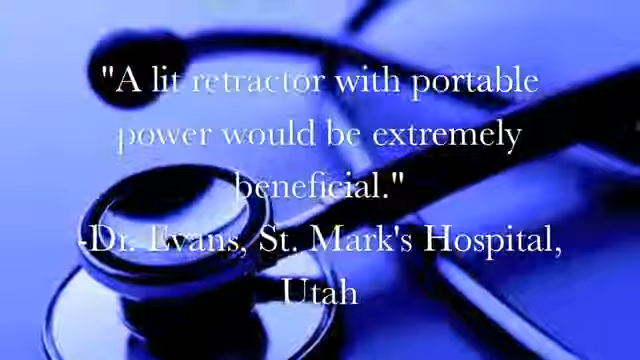 "A lit retractor with portable
power would be extremely
beneficial."
-Dr. Evans, St. Mark's Hospital,
Utah